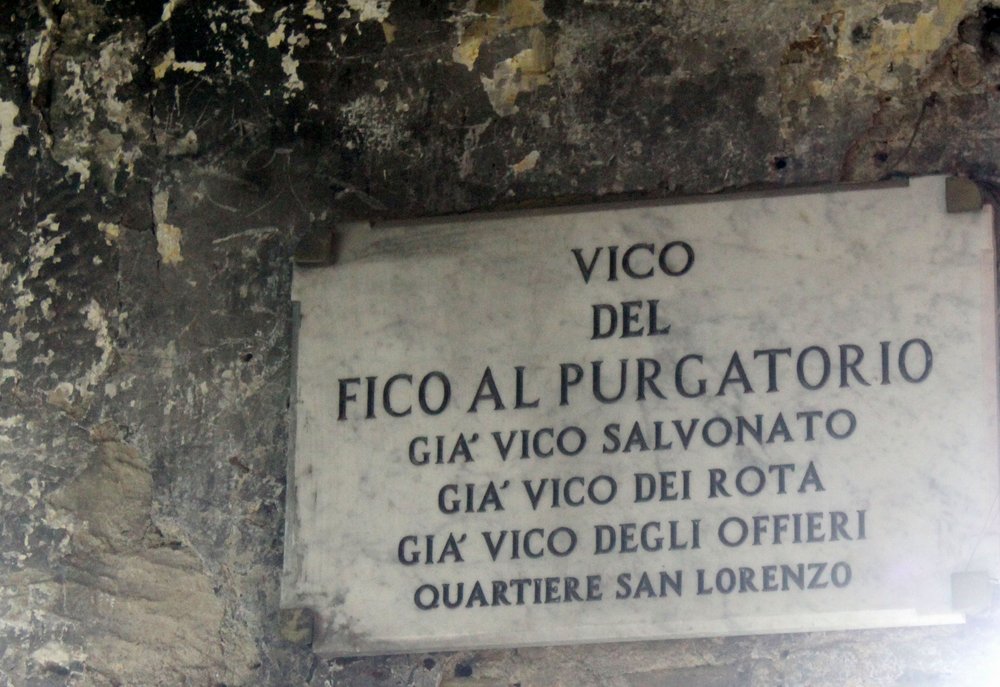 VICO
DEL
FICO AL PURGATORIO
GIA' VICO SALVONATO
GIA' VICO DEI ROTA
GIA' VICO DEGLI OFFIERI
QUARTIERE SAN LORENZO